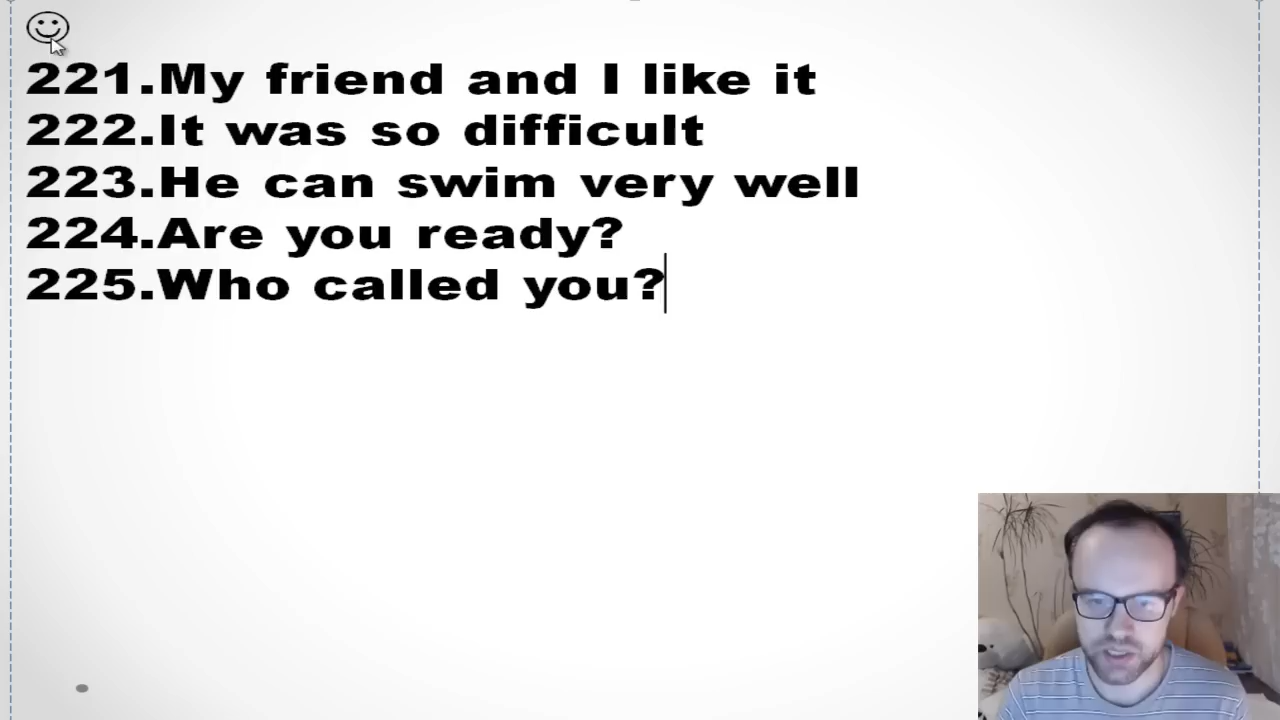 221.My friend and I like it
222.It was so difficult
223.He can swim very well
224.Are you ready?
225.Who called you?